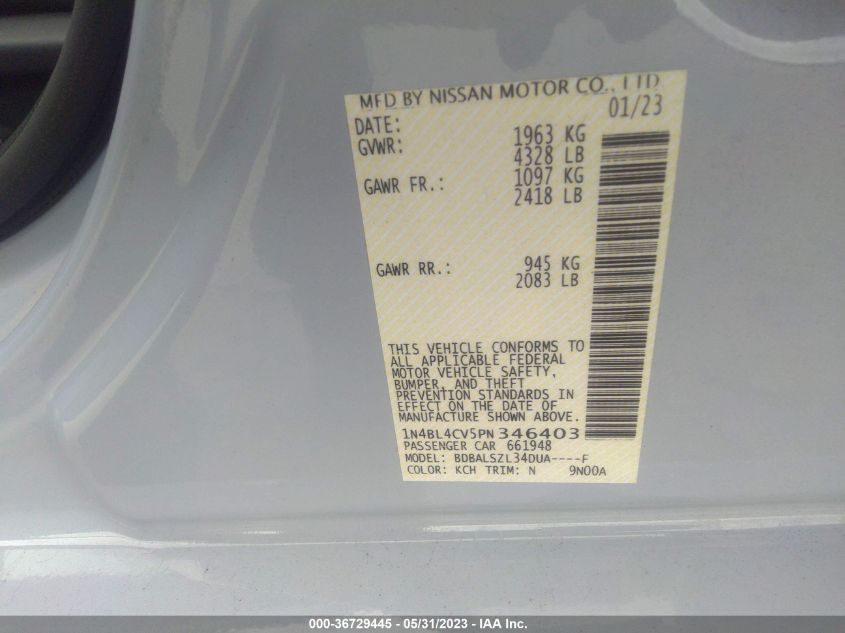 MFD BY NISSAN MOTOR CO., LTD
DATE: 01/23
GVWR: 1963 KG
4328 LB
GAWR FR.: 1097 KG
2418 LB
GAWR RR.: 945 KG
2083 LB
THIS VEHICLE CONFORMS TO
ALL APPLICABLE FEDERAL
MOTOR VEHICLE SAFETY,
BUMPER, AND THEFT
PREVENTION STANDARDS IN
EFFECT ON THE DATE OF
MANUFACTURE SHOWN ABOVE.
1N4BL4CV5PN346403
PASSENGER CAR 661948
MODEL: BDBALSZL34DUA----F
COLOR: KCH TRIM: N 9N00A
000-36729445 - 05/31/2023 - IAA Inc.